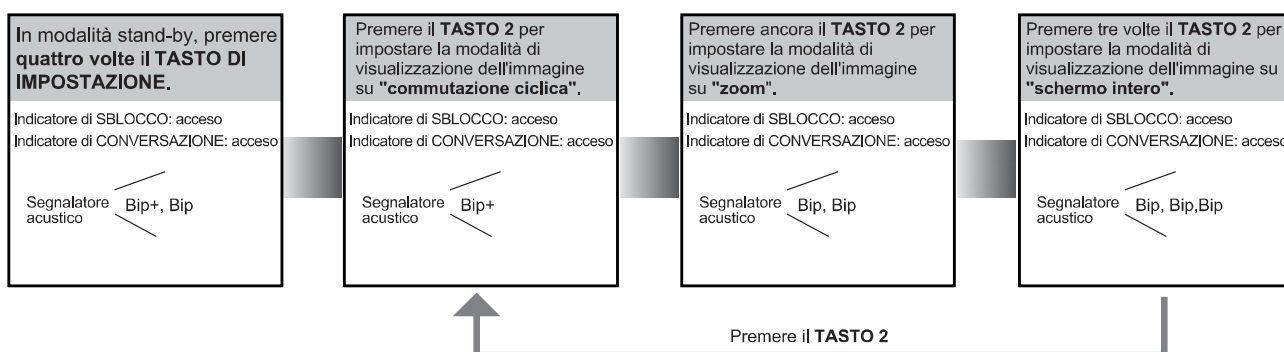 In modalità stand-by, premere
quattro volte il TASTO DI
IMPOSTAZIONE.
Indicatore di SBLOCCO: acceso
Indicatore di CONVERSAZIONE: acceso
Segnalatore
acustico
Bip+, Bip
Premere il TASTO 2 per
impostare la modalità di
visualizzazione dell'immagine
su "commutazione ciclica".
Indicatore di SBLOCCO: acceso
Indicatore di CONVERSAZIONE: acceso
Segnalatore
acustico
Bip+
Premere ancora il TASTO 2 per
impostare la modalità di
visualizzazione dell'immagine
su "zoom".
Indicatore di SBLOCCO: acceso
Indicatore di CONVERSAZIONE: acceso
Segnalatore
acustico
Bip, Bip
Premere tre volte il TASTO 2 per
impostare la modalità di
visualizzazione dell'immagine su
"schermo intero".
Indicatore di SBLOCCO: acceso
Indicatore di CONVERSAZIONE: acceso
Segnalatore
acustico
Bip, Bip,Bip
Premere il TASTO 2